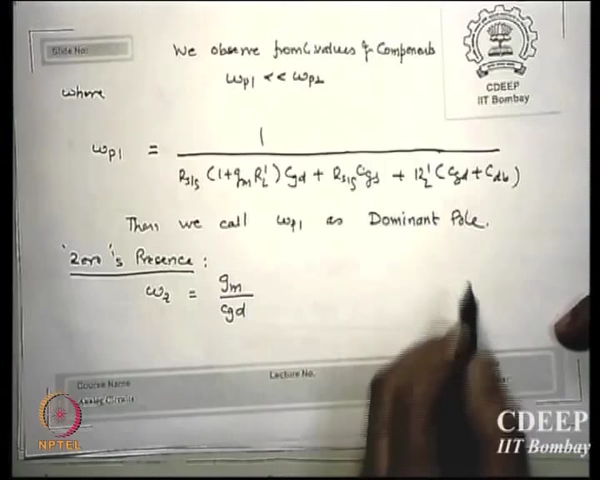 Slide No:
We observe from C values of Components
ωp1 << ωp2
CDEEP
IIT Bombay
where
ωp1 = 1 / Rsig (1+gmR'L) Cgd + Rsig Cgs + R'L (Cgd + Cdb)
Then we call ωp1 as Dominant Pole.
'Zero''s Presence :
ωz = gm / Cgd
Lecture No.
Course Name
Analog Circuits
NPTEL
CDEEP
IIT Bombay